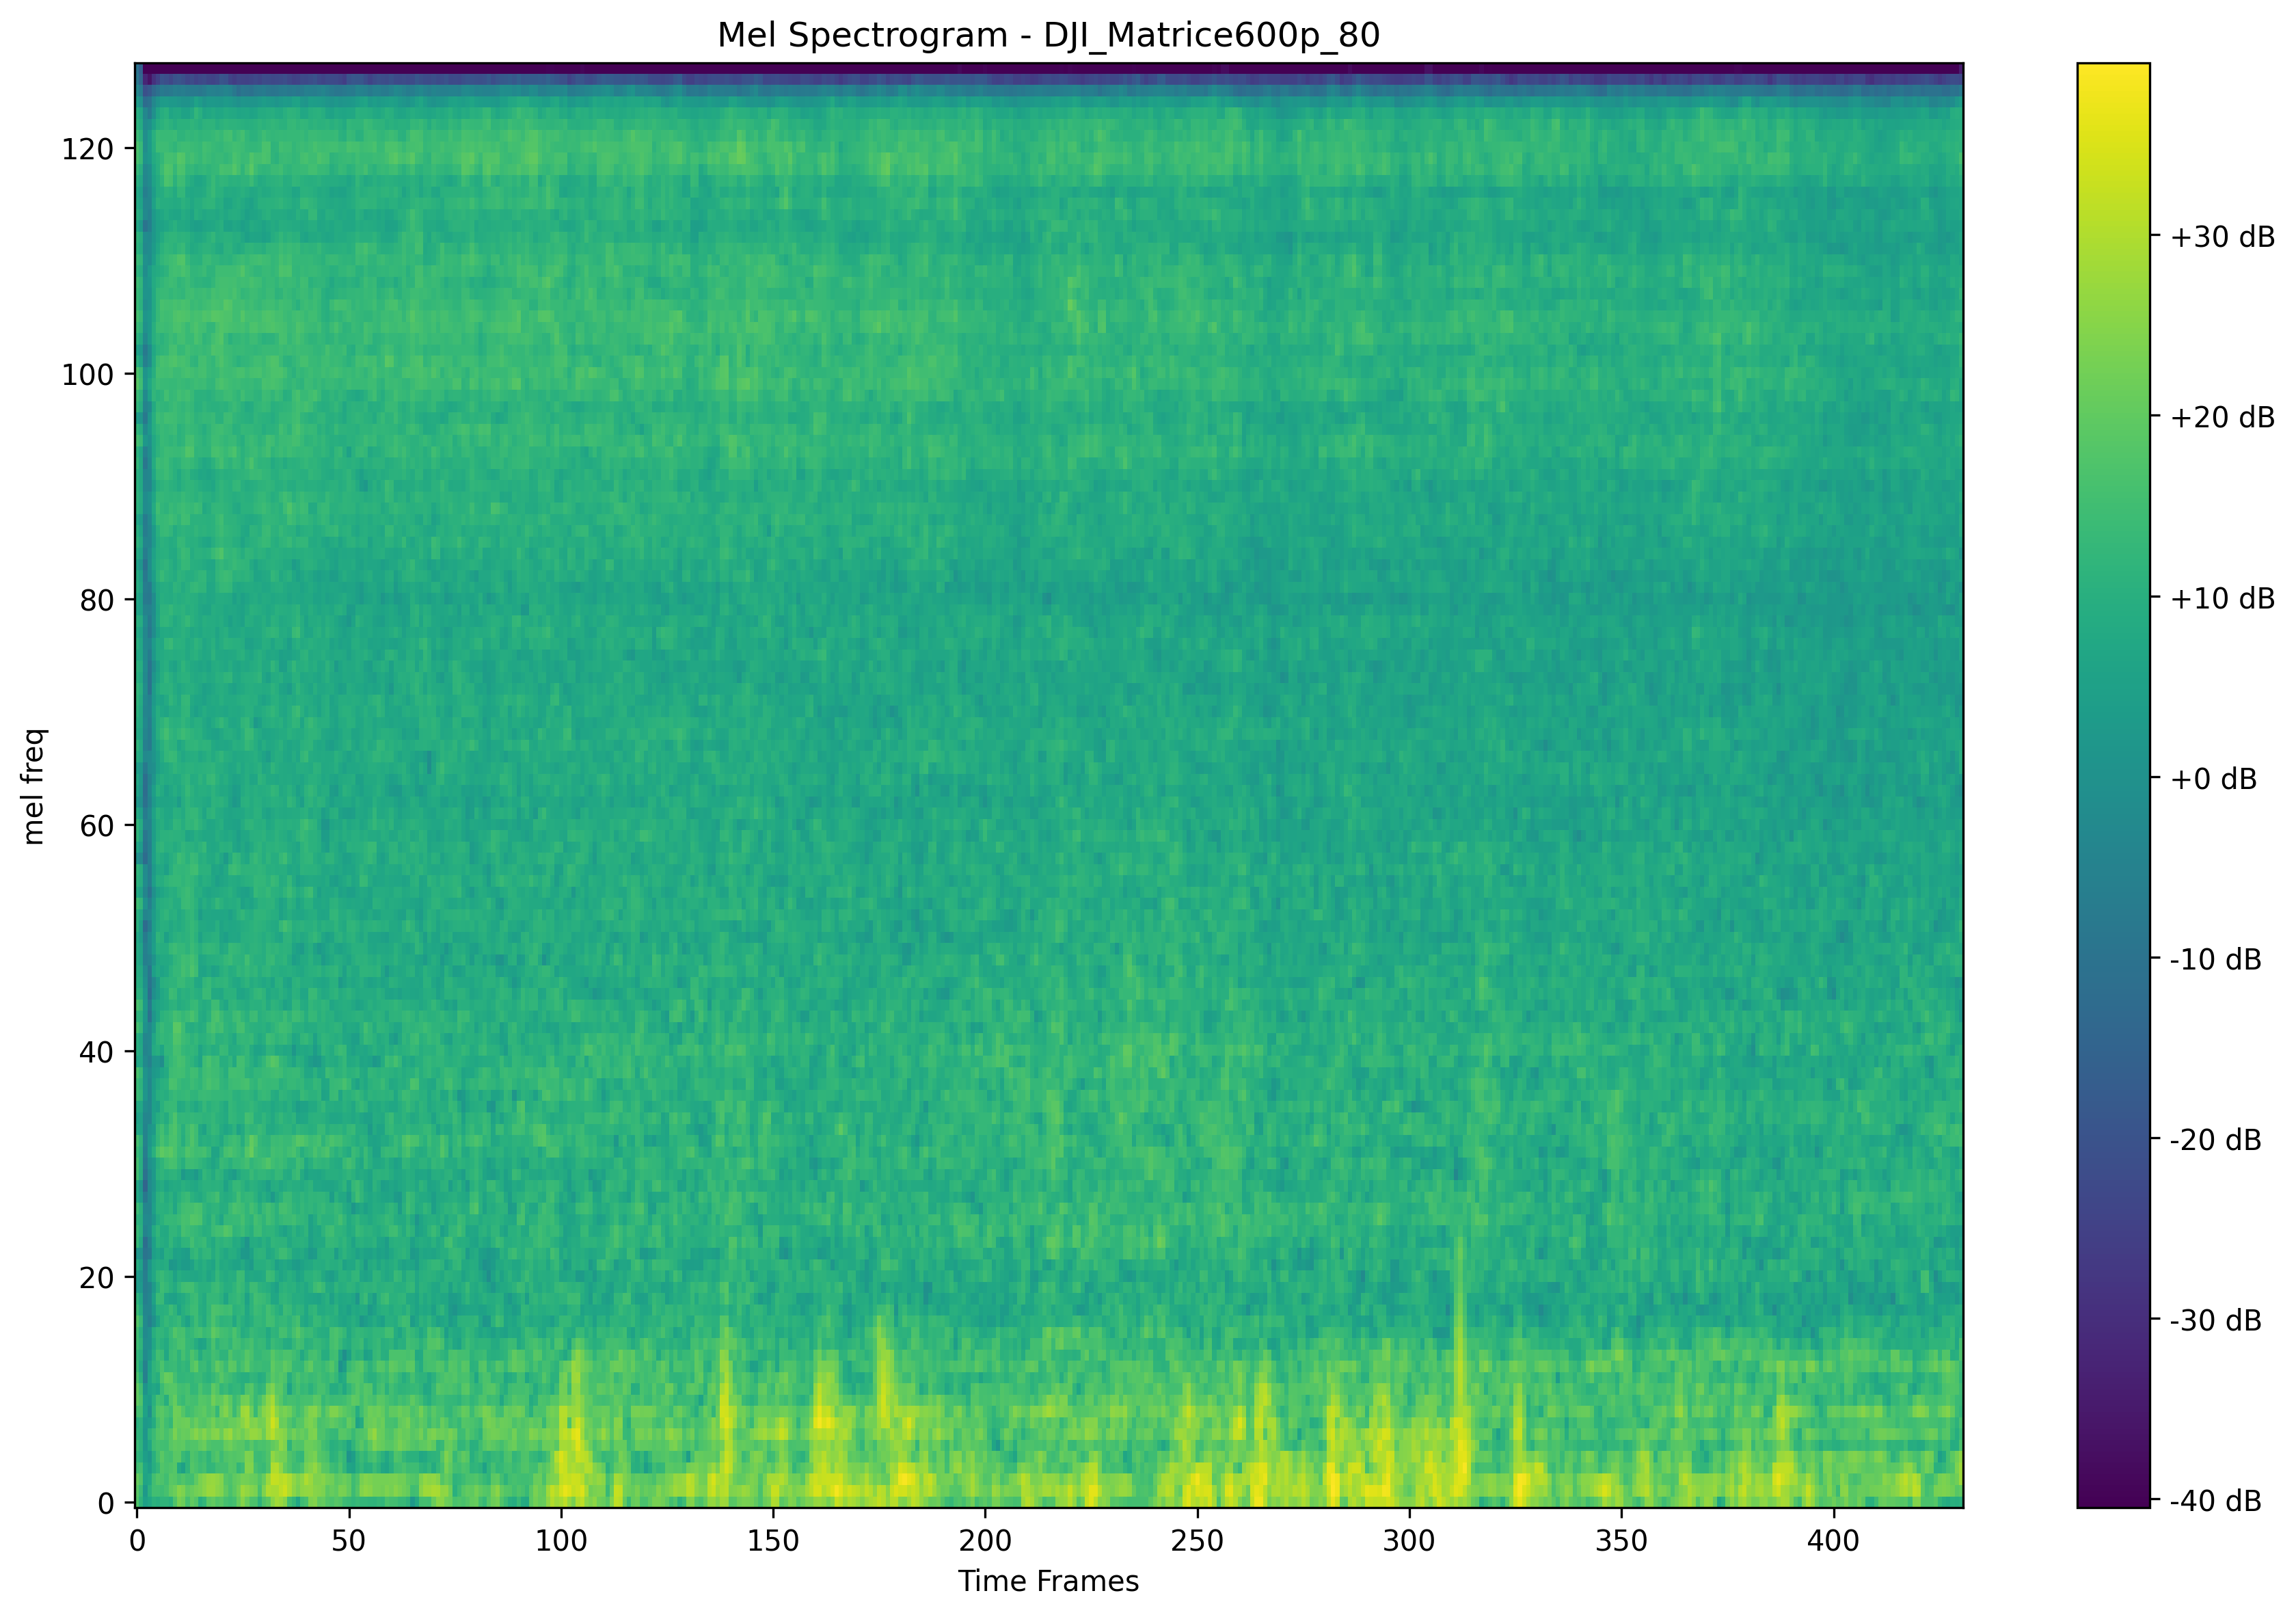 Mel Spectrogram - DJI_Matrice600p_80
mel freq
120
100
80
60
40
20
0
0 50 100 150 200 250 300 350 400
Time Frames
+30 dB
+20 dB
+10 dB
+0 dB
-10 dB
-20 dB
-30 dB
-40 dB